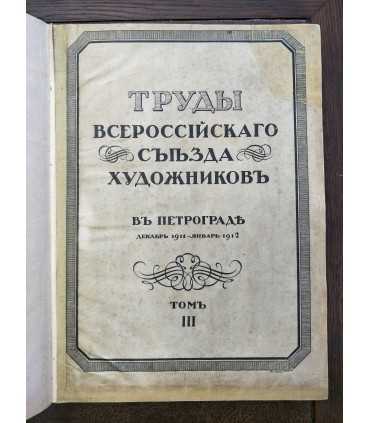 ТРУДЫ
ВСЕРОССІЙСКАГО
СЪѢЗДА
ХУДОЖНИКОВЪ
ВЪ ПЕТРОГРАДѢ
ДЕКАБРЬ 1911–ЯНВАРЬ 1912
ТОМЪ
III